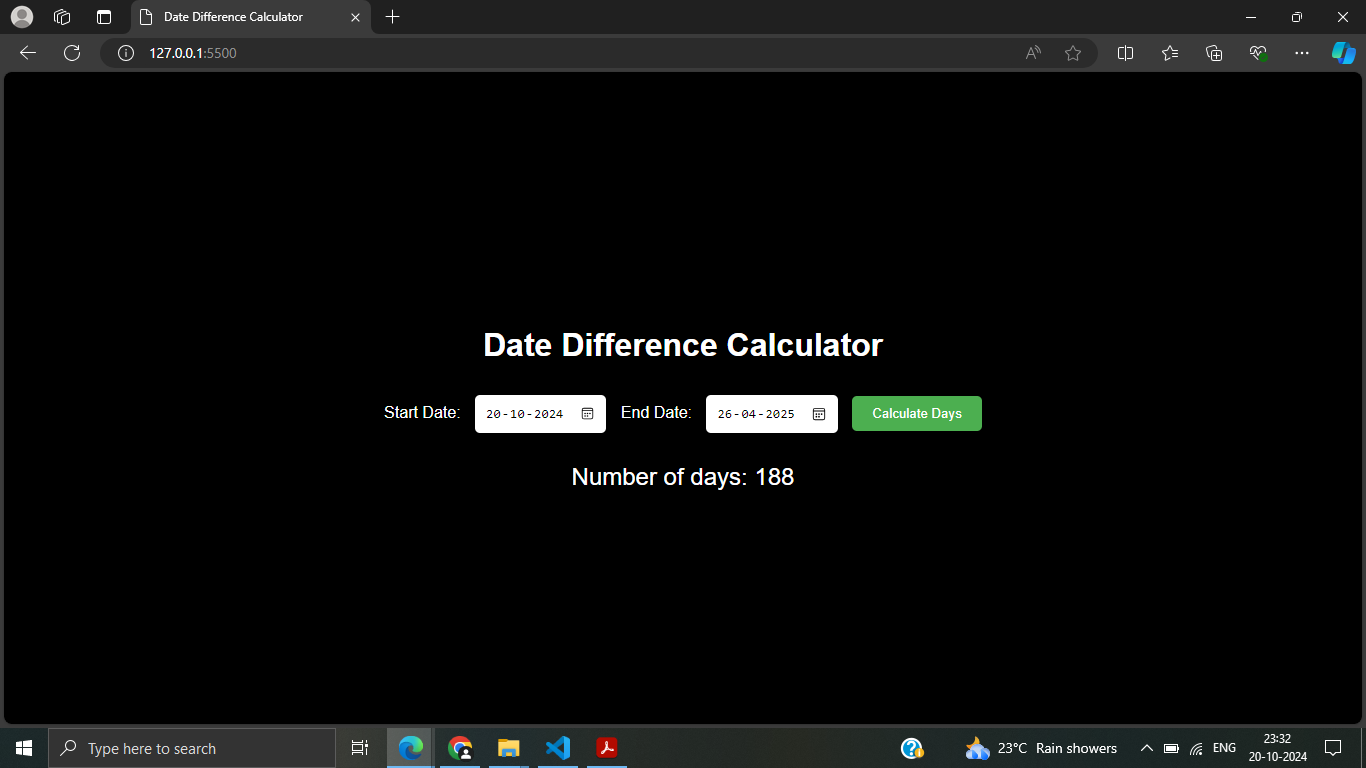 Date Difference Calculator
127.0.0.1:5500
Date Difference Calculator
Start Date: 20-10-2024 End Date: 26-04-2025 Calculate Days
Number of days: 188
Type here to search 23°C Rain showers ENG 23:32
20-10-2024